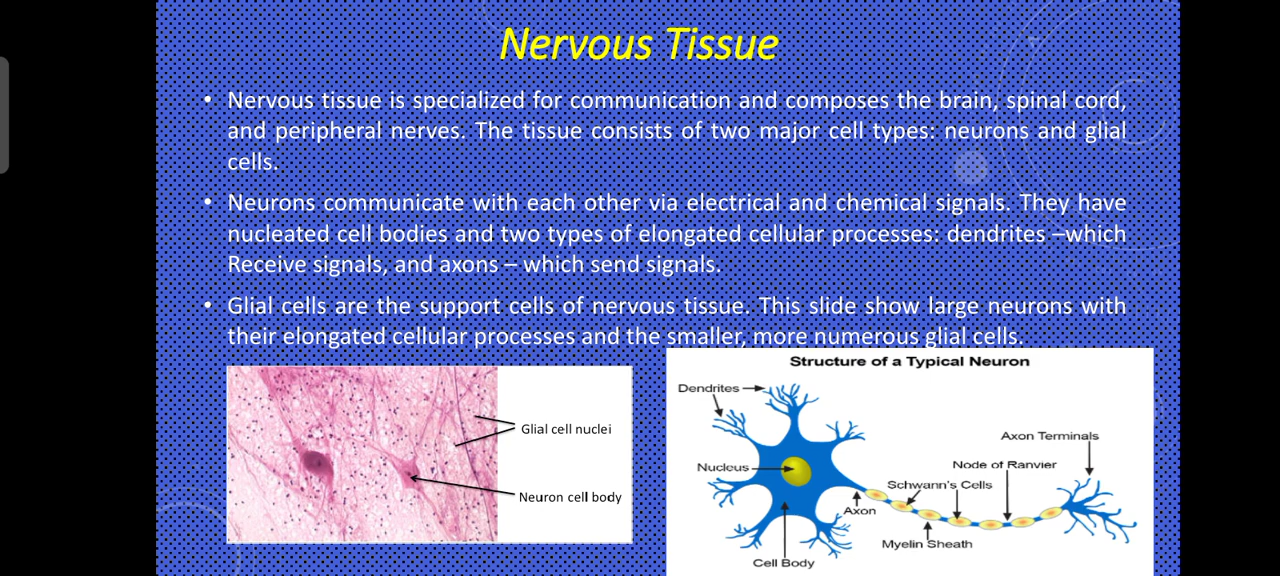 Nervous Tissue
• Nervous tissue is specialized for communication and composes the brain, spinal cord,
and peripheral nerves. The tissue consists of two major cell types: neurons and glial
cells.
• Neurons communicate with each other via electrical and chemical signals. They have
nucleated cell bodies and two types of elongated cellular processes: dendrites –which
Receive signals, and axons – which send signals.
• Glial cells are the support cells of nervous tissue. This slide show large neurons with
their elongated cellular processes and the smaller, more numerous glial cells.
Glial cell nuclei
Neuron cell body
Structure of a Typical Neuron
Dendrites
Axon Terminals
Node of Ranvier
Nucleus
Schwann's Cells
Axon
Myelin Sheath
Cell Body